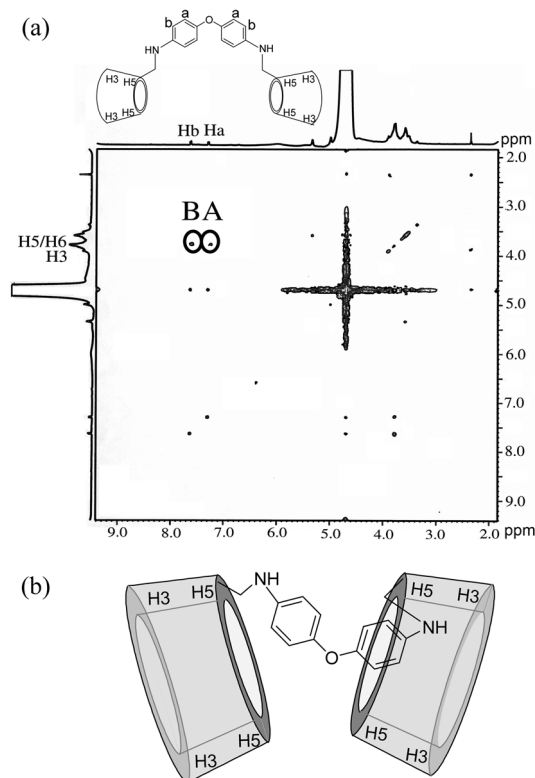 (a)
a a
b O b
NH HN
H3 H5 H5 H3
H3 H5 H5 H3
Hb Ha
ppm
2.0
BA
3.0
H5/H6
H3
4.0
5.0
6.0
7.0
8.0
9.0
9.0 8.0 7.0 6.0 5.0 4.0 3.0 2.0 ppm
(b)
H3 H5 NH H5 H3
NH
O
H3 H5 H5 H3